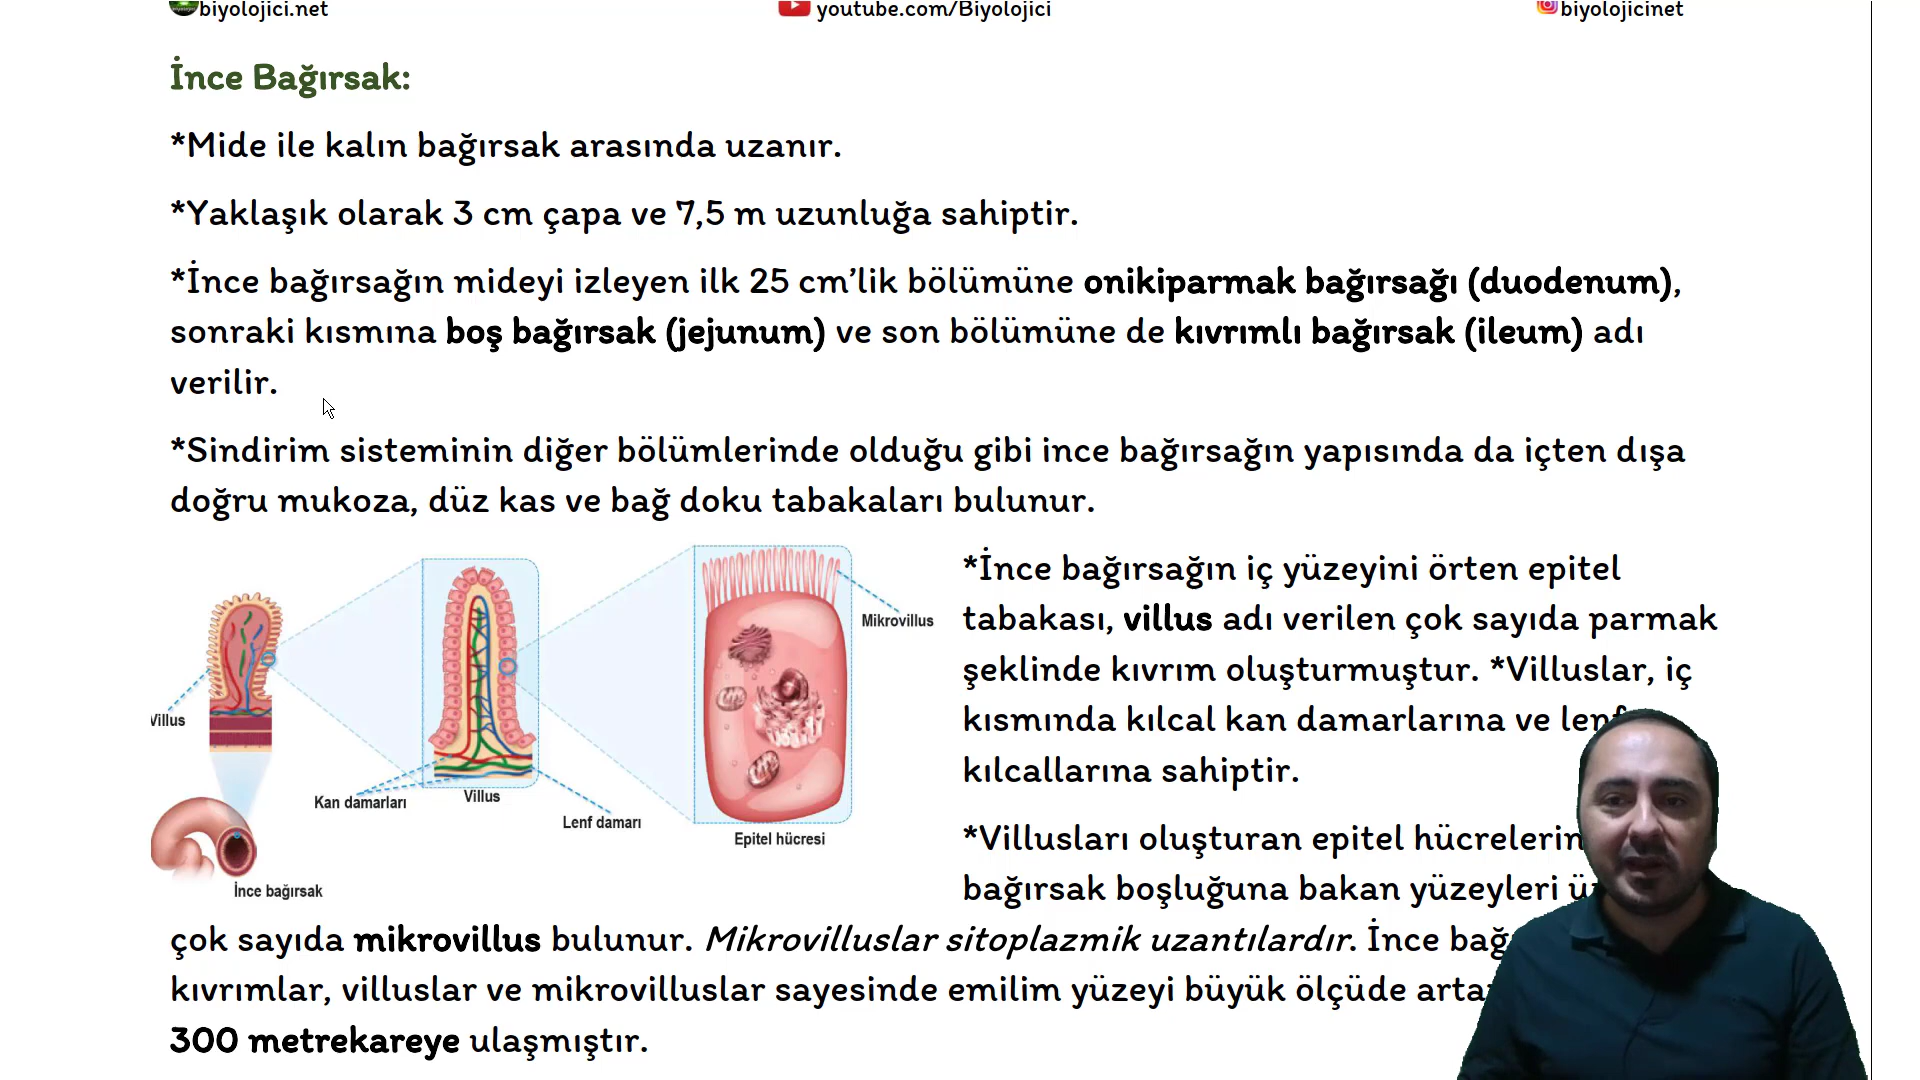 biyolojici.net
youtube.com/Biyolojici
biyolojicinet
İnce Bağırsak:
*Mide ile kalın bağırsak arasında uzanır.
*Yaklaşık olarak 3 cm çapa ve 7,5 m uzunluğa sahiptir.
*İnce bağırsağın mideyi izleyen ilk 25 cm’lik bölümüne onikiparmak bağırsağı (duodenum),
sonraki kısmına boş bağırsak (jejunum) ve son bölümüne de kıvrımlı bağırsak (ileum) adı
verilir.
*Sindirim sisteminin diğer bölümlerinde olduğu gibi ince bağırsağın yapısında da içten dışa
doğru mukoza, düz kas ve bağ doku tabakaları bulunur.
Villus
İnce bağırsak
Kan damarları
Villus
Lenf damarı
Mikrovillus
Epitel hücresi
*İnce bağırsağın iç yüzeyini örten epitel
tabakası, villus adı verilen çok sayıda parmak
şeklinde kıvrım oluşturmuştur. *Villuslar, iç
kısmında kılcal kan damarlarına ve
kılcallarına sahiptir.
*Villusları oluşturan epitel
bağırsak boşluğuna bakan yüzeyleri
çok sayıda mikrovillus bulunur. Mikrovilluslar sitoplazmik uzantılardır. İnce
kıvrımlar, villuslar ve mikrovilluslar sayesinde emilim yüzeyi büyük ölçüde
300 metrekareye ulaşmıştır.